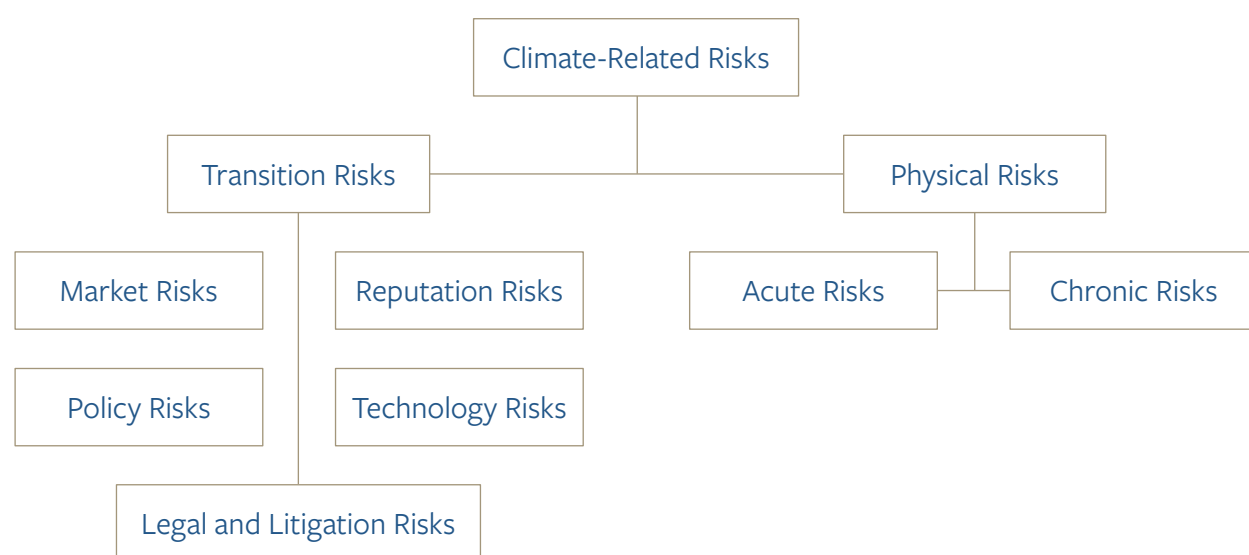 Climate-Related Risks
Transition Risks
Physical Risks
Market Risks
Reputation Risks
Acute Risks
Chronic Risks
Policy Risks
Technology Risks
Legal and Litigation Risks